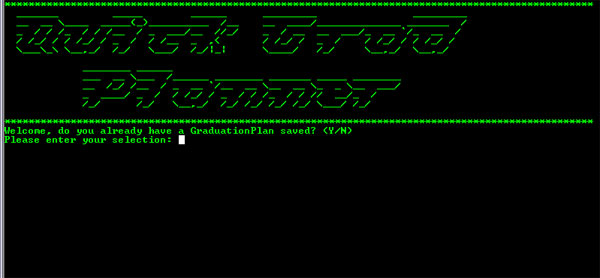 Quick Grad
Planner
Welcome, do you already have a GraduationPlan saved? (Y/N)
Please enter your selection: